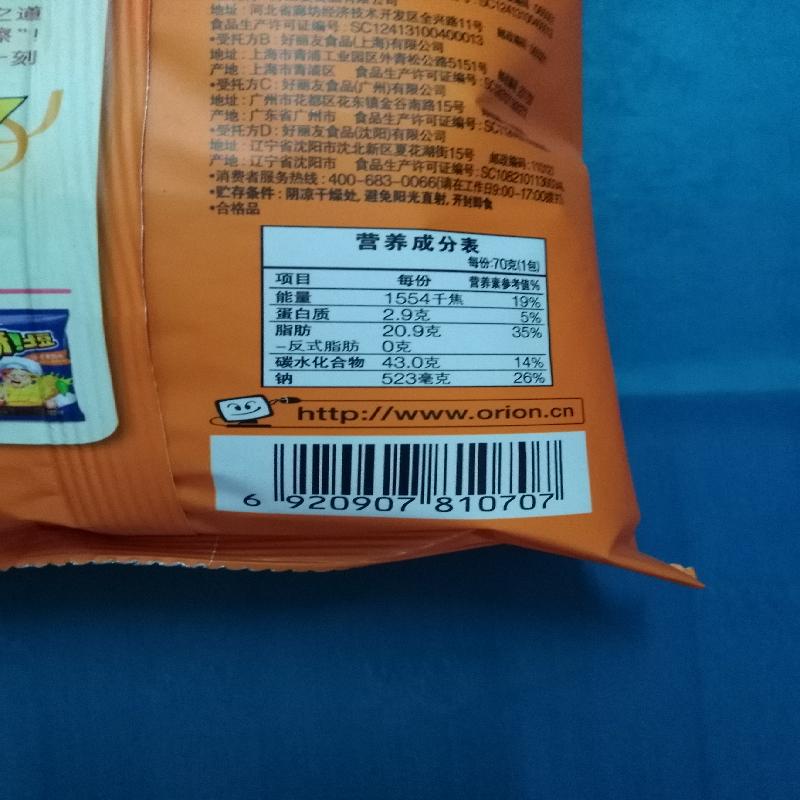 之道
一刻
地址：河北省廊坊经济技术开发区全兴路11号
食品生产许可证编号：SC12413100400013
•受托方B：好丽友食品(上海)有限公司
地址：上海市青浦工业园区外青松公路5151号
产地：上海市青浦区 食品生产许可证编号：
•受托方C：好丽友食品(广州)有限公司
地址：广州市花都区花东镇金谷南路15号
产地：广东省广州市 食品生产许可证编号：
•受托方D：好丽友食品(沈阳)有限公司
地址：辽宁省沈阳市沈北新区夏花湖街15号 邮政编码：
产地：辽宁省沈阳市 食品生产许可证编号：
•消费者服务热线：400-683-0066(请在工作日9:00-17:00拨打)
•贮存条件：阴凉干燥处,避免阳光直射,开封即食
•合格品
营养成分表
每份:70克(1包)
项目 每份 营养素参考值%
能量 1554千焦 19%
蛋白质 2.9克 5%
脂肪 20.9克 35%
-反式脂肪 0克
碳水化合物 43.0克 14%
钠 523毫克 26%
http://www.orion.cn
6 920907 810707